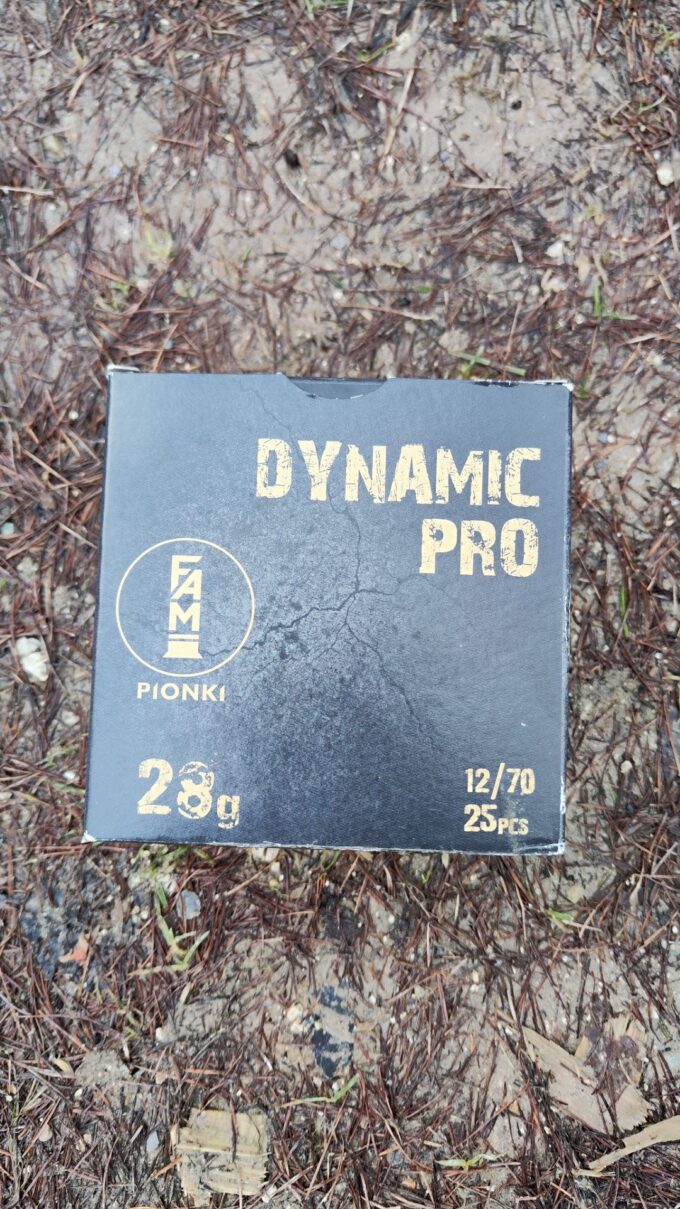 DYNAMIC
PRO
FAM
PIONKI
28g
12/70
25PCS